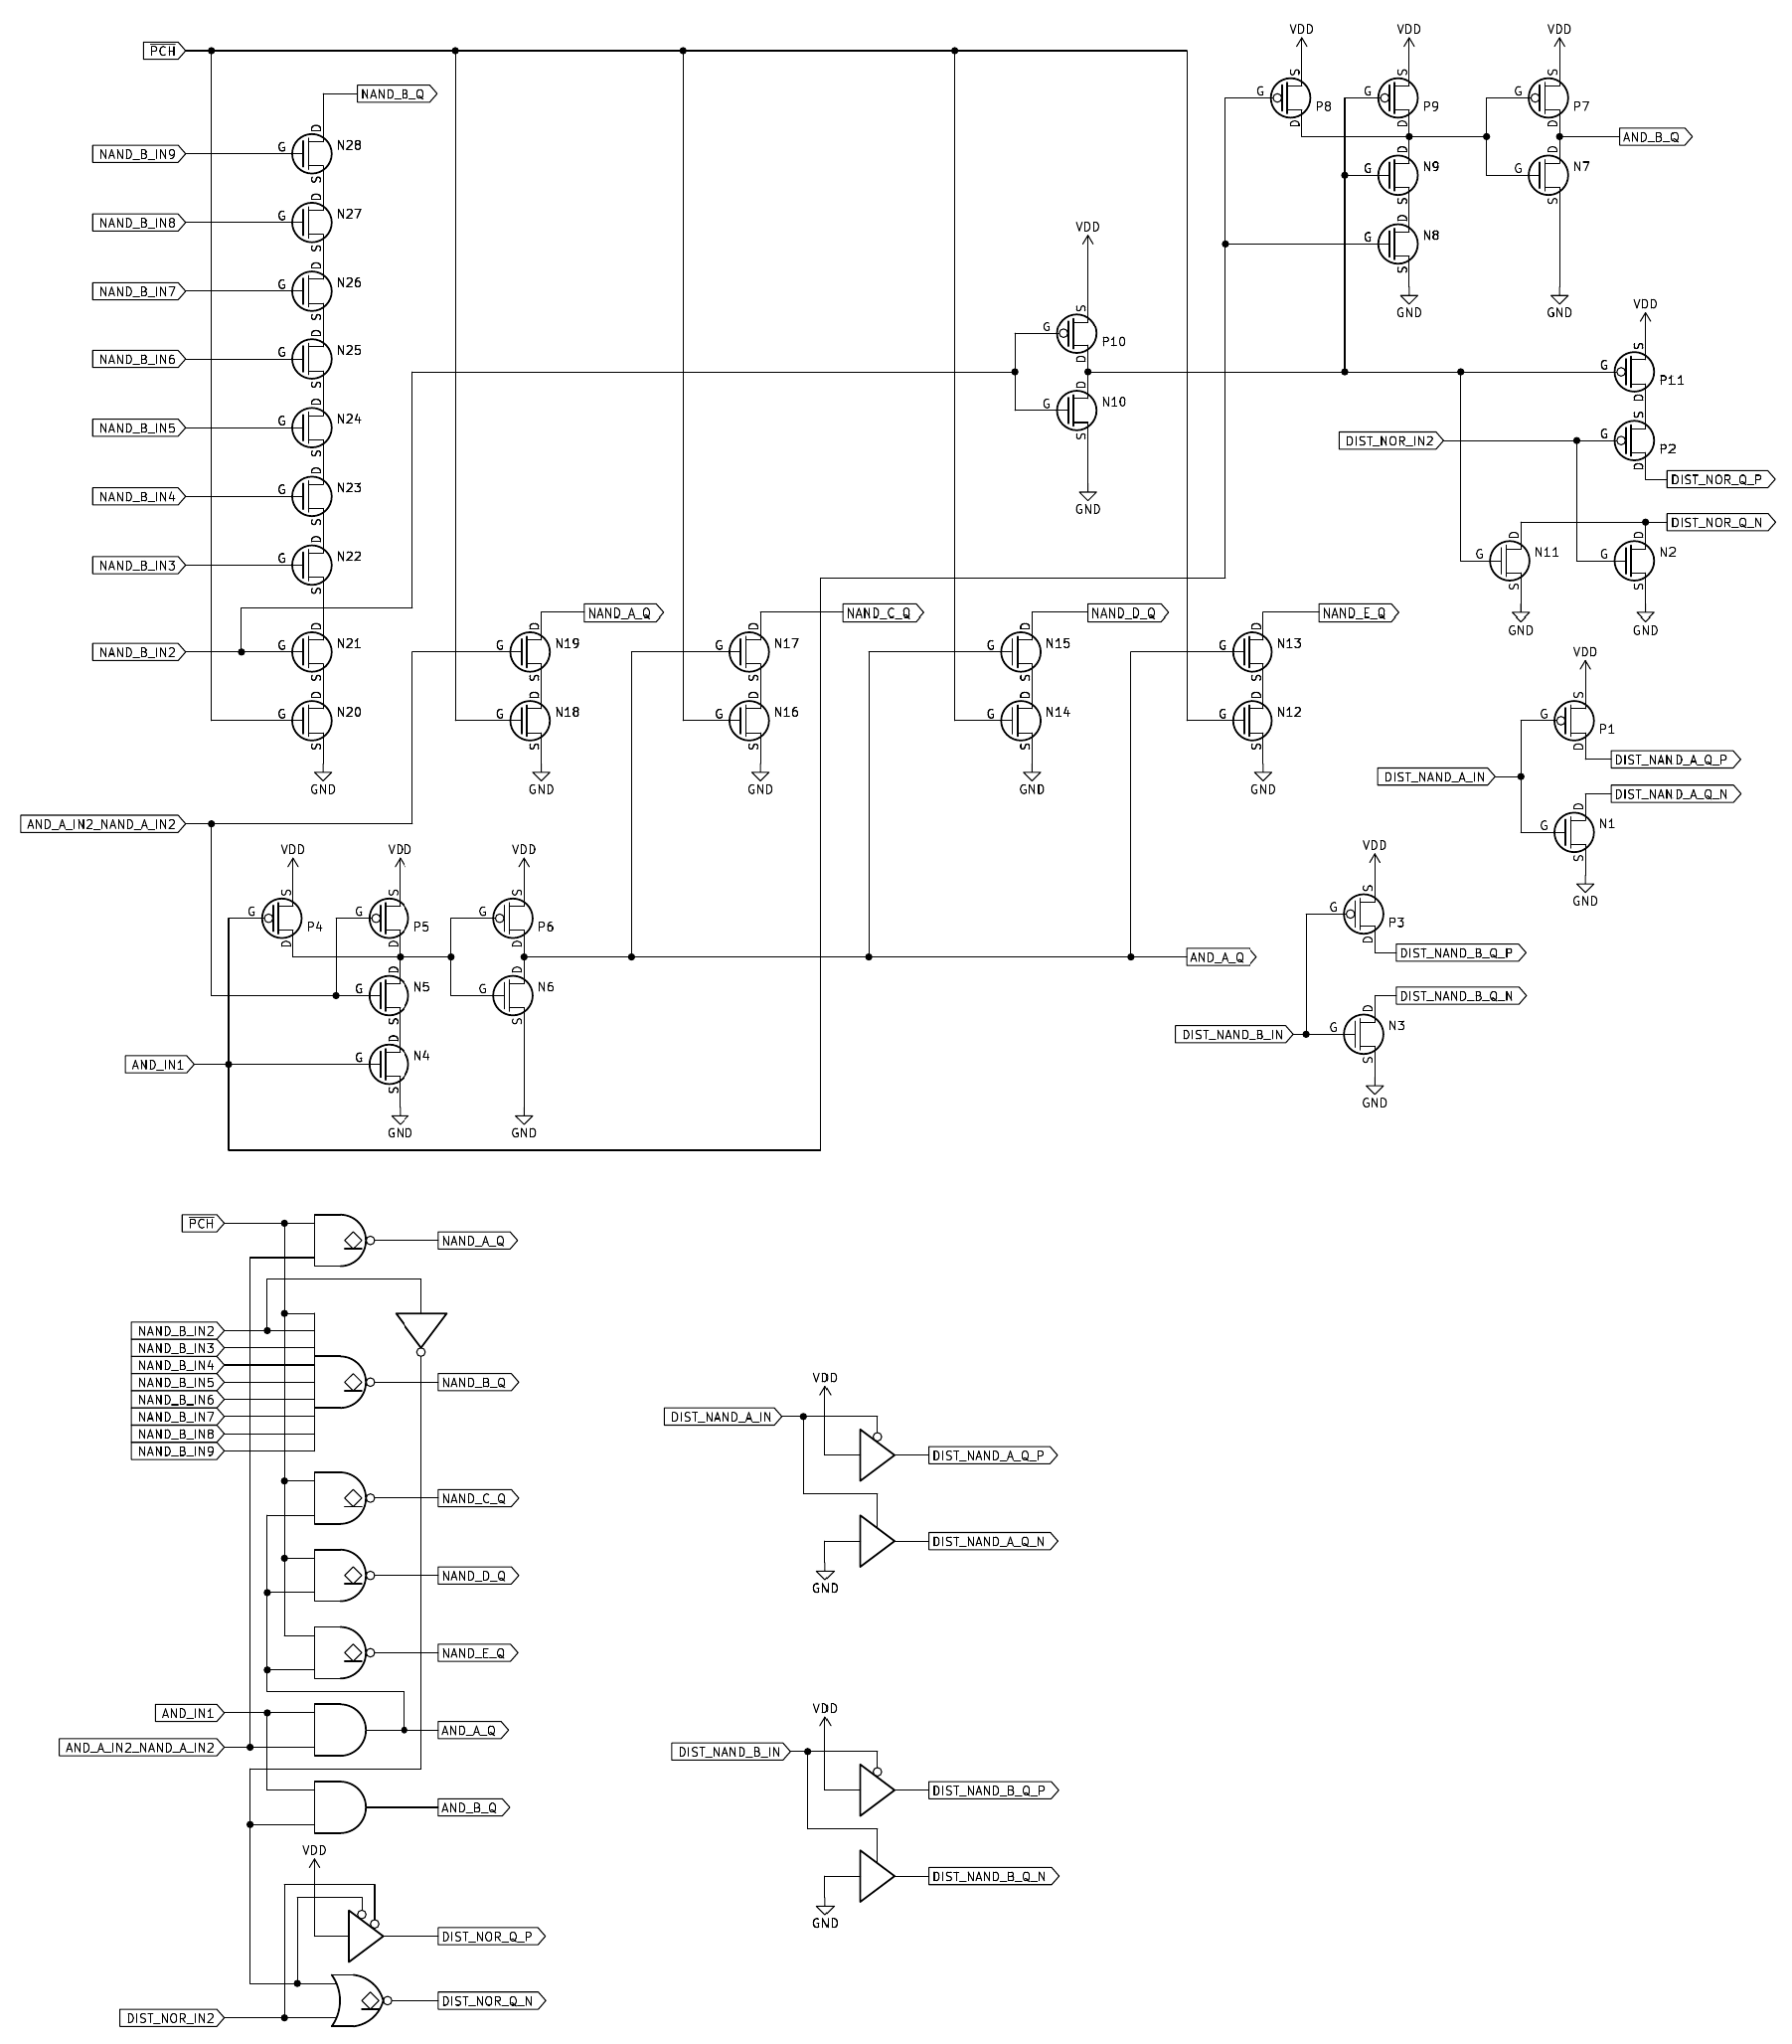 VDD VDD VDD
PCH
NAND_B_Q
G S D P8
G S D P9
G S D P7
AND_B_Q
NAND_B_IN9 G D S N28
G D S N9
G D S N7
NAND_B_IN8 G D S N27
G D S N8
NAND_B_IN7 G D S N26
GND GND
VDD
VDD
G S D P10
NAND_B_IN6 G D S N25
G S D P11
G D S N10
NAND_B_IN5 G D S N24
DIST_NOR_IN2 G S D P2
DIST_NOR_Q_P
NAND_B_IN4 G D S N23
GND
DIST_NOR_Q_N
NAND_B_IN3 G D S N22
G D S N11
G D S N2
GND GND
NAND_A_Q NAND_C_Q NAND_D_Q NAND_E_Q
NAND_B_IN2 G D S N21
G D S N19
G D S N17
G D S N15
G D S N13
VDD
G D S N20
G D S N18
G D S N16
G D S N14
G D S N12
G S D P1
DIST_NAND_A_Q_P
DIST_NAND_A_IN
GND GND GND GND GND
DIST_NAND_A_Q_N
AND_A_IN2_NAND_A_IN2
G D S N1
GND
VDD VDD VDD VDD
G S D P4
G S D P5
G S D P6
G S D P3
DIST_NAND_B_Q_P
AND_A_Q
G D S N5
G D S N6
DIST_NAND_B_Q_N
DIST_NAND_B_IN G D S N3
AND_IN1 G D S N4
GND
GND GND
PCH
NAND_A_Q
NAND_B_IN2
NAND_B_IN3
NAND_B_IN4
NAND_B_IN5
NAND_B_IN6
NAND_B_IN7
NAND_B_IN8
NAND_B_IN9
NAND_B_Q
VDD
DIST_NAND_A_IN
DIST_NAND_A_Q_P
NAND_C_Q
DIST_NAND_A_Q_N
GND
NAND_D_Q
NAND_E_Q
AND_IN1
AND_A_Q
AND_A_IN2_NAND_A_IN2
VDD
DIST_NAND_B_IN
DIST_NAND_B_Q_P
AND_B_Q
VDD
DIST_NAND_B_Q_N
GND
DIST_NOR_Q_P
DIST_NOR_Q_N
DIST_NOR_IN2